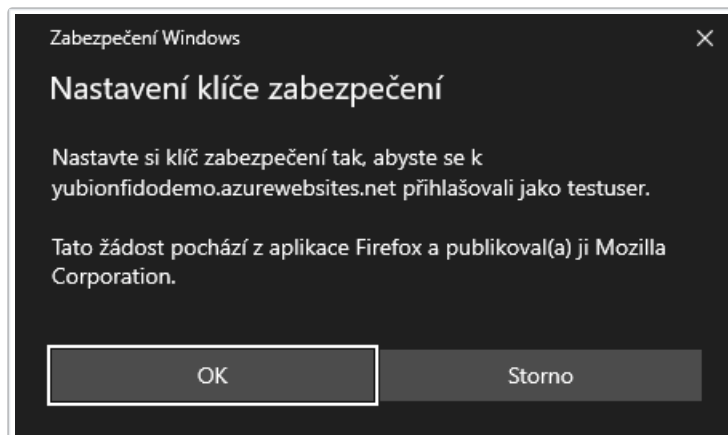 Zabezpečení Windows
Nastavení klíče zabezpečení
Nastavte si klíč zabezpečení tak, abyste se k
yubionfidodemo.azurewebsites.net přihlašovali jako testuser.
Tato žádost pochází z aplikace Firefox a publikoval(a) ji Mozilla
Corporation.
OK
Storno